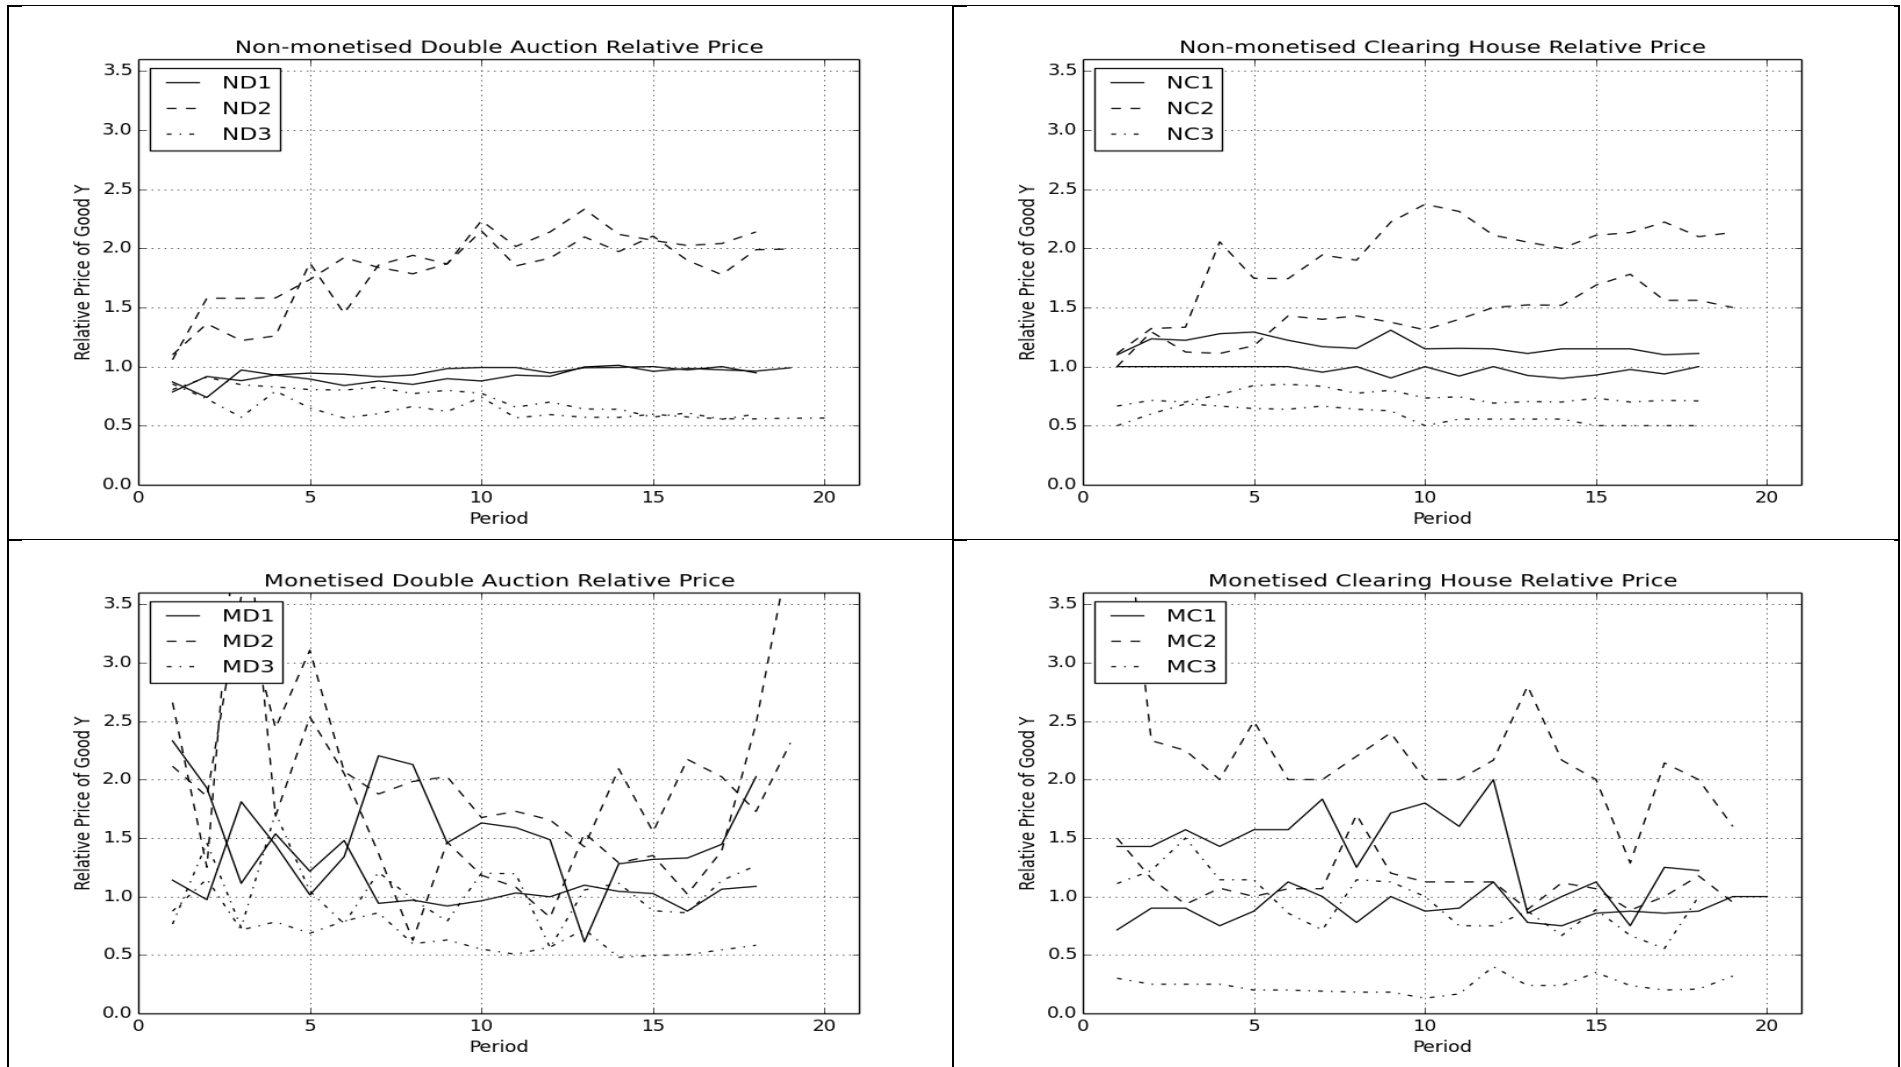 Non-monetised Double Auction Relative Price
3.5
3.0
2.5
2.0
1.5
1.0
0.5
0.0
ND1
ND2
ND3
Relative Price of Good Y
0 5 10 15 20
Period
Non-monetised Clearing House Relative Price
3.5
3.0
2.5
2.0
1.5
1.0
0.5
0.0
NC1
NC2
NC3
Relative Price of Good Y
0 5 10 15 20
Period
Monetised Double Auction Relative Price
3.5
3.0
2.5
2.0
1.5
1.0
0.5
0.0
MD1
MD2
MD3
Relative Price of Good Y
0 5 10 15 20
Period
Monetised Clearing House Relative Price
3.5
3.0
2.5
2.0
1.5
1.0
0.5
0.0
MC1
MC2
MC3
Relative Price of Good Y
0 5 10 15 20
Period